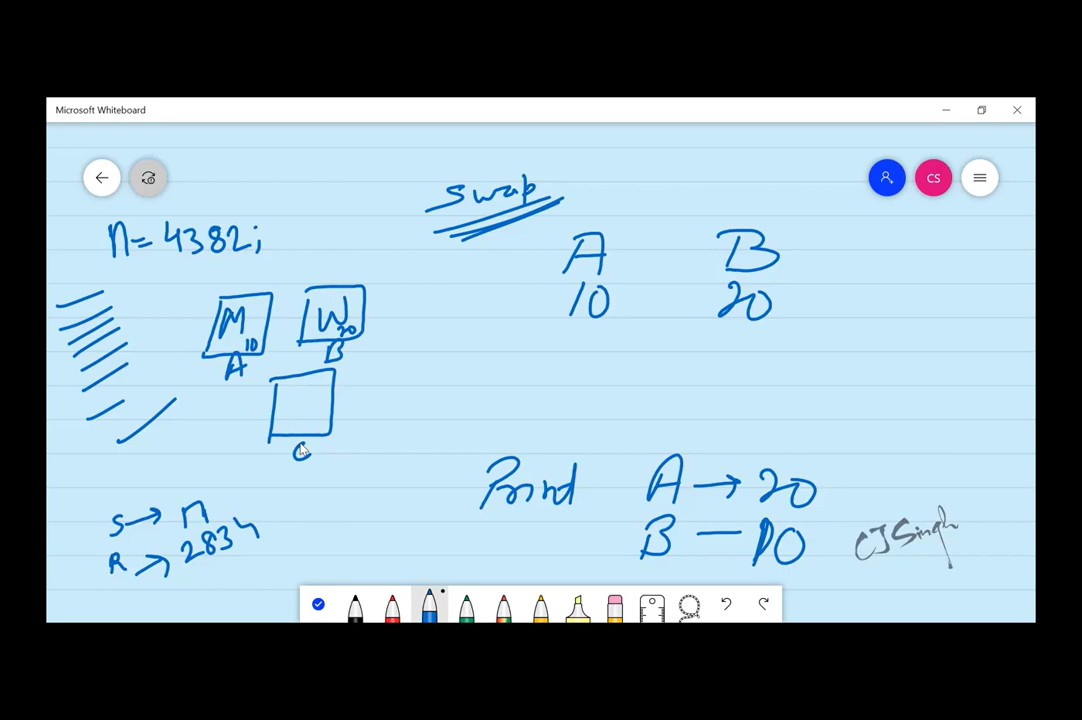 Microsoft Whiteboard
CS
swap
n = 4382;
A B
10 20
M 10 W 20
A B
C
Print A → 20
B — 10
S → n
R → 2834
CJSingh